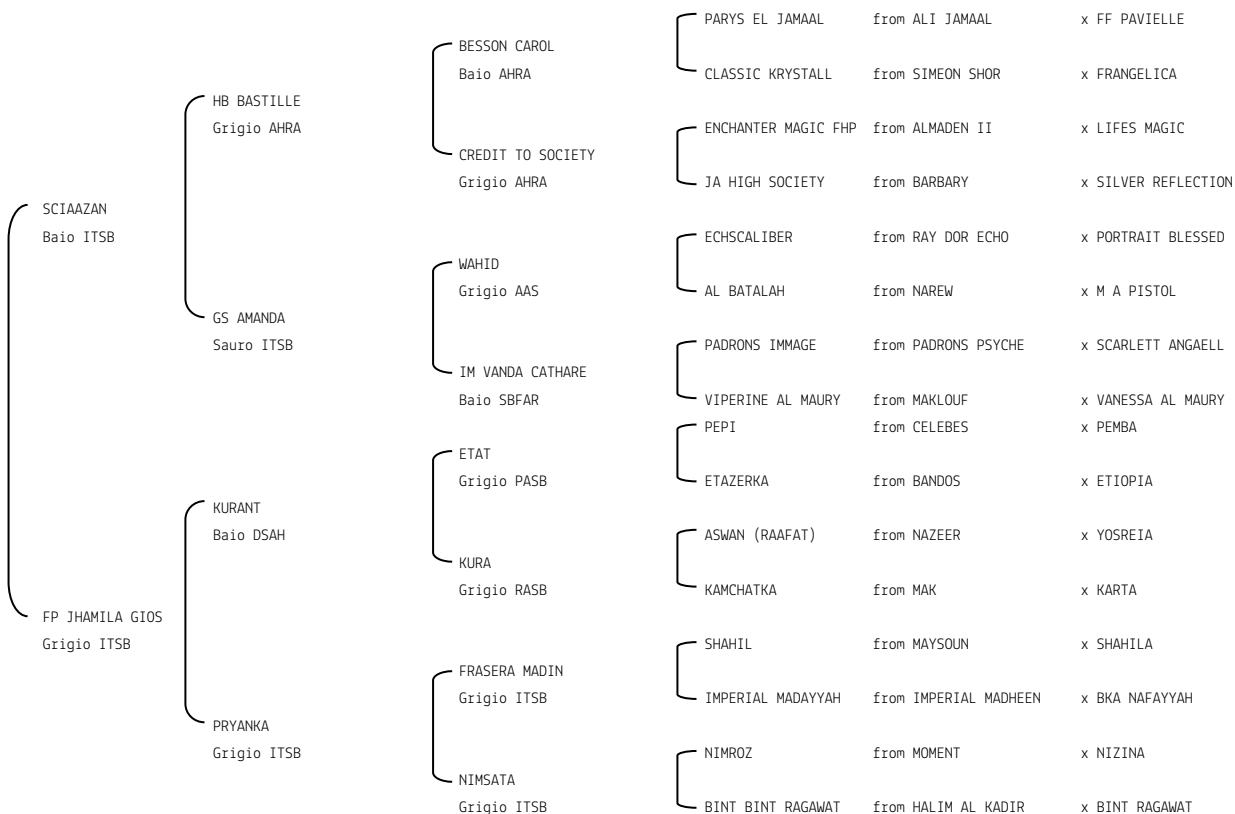 PARYS EL JAMAAL from ALI JAMAAL x FF PAVIELLE
BESSON CAROL
Baio AHRA CLASSIC KRYSTALL from SIMEON SHOR x FRANGELICA
HB BASTILLE
Grigio AHRA ENCHANTER MAGIC FHP from ALMADEN II x LIFES MAGIC
CREDIT TO SOCIETY
Grigio AHRA JA HIGH SOCIETY from BARBARY x SILVER REFLECTION
SCIAAZAN
Baio ITSB ECHSCALIBER from RAY DOR ECHO x PORTRAIT BLESSED
WAHID
Grigio AAS AL BATALAH from NAREW x M A PISTOL
GS AMANDA
Sauro ITSB PADRONS IMMAGE from PADRONS PSYCHE x SCARLETT ANGAELL
IM VANDA CATHARE
Baio SBFAR VIPERINE AL MAURY from MAKLOUF x VANESSA AL MAURY
PEPI from CELEBES x PEMBA
ETAT
Grigio PASB ETAZERKA from BANDOS x ETIOPIA
KURANT
Baio DSAH ASWAN (RAAFAT) from NAZEER x YOSREIA
KURA
Grigio RASB KAMCHATKA from MAK x KARTA
FP JHAMILA GIOS
Grigio ITSB SHAHIL from MAYSOUN x SHAHILA
FRASERA MADIN
Grigio ITSB IMPERIAL MADAYYAH from IMPERIAL MADHEEN x BKA NAFAYYAH
PRYANKA
Grigio ITSB NIMROZ from MOMENT x NIZINA
NIMSATA
Grigio ITSB BINT BINT RAGAWAT from HALIM AL KADIR x BINT RAGAWAT